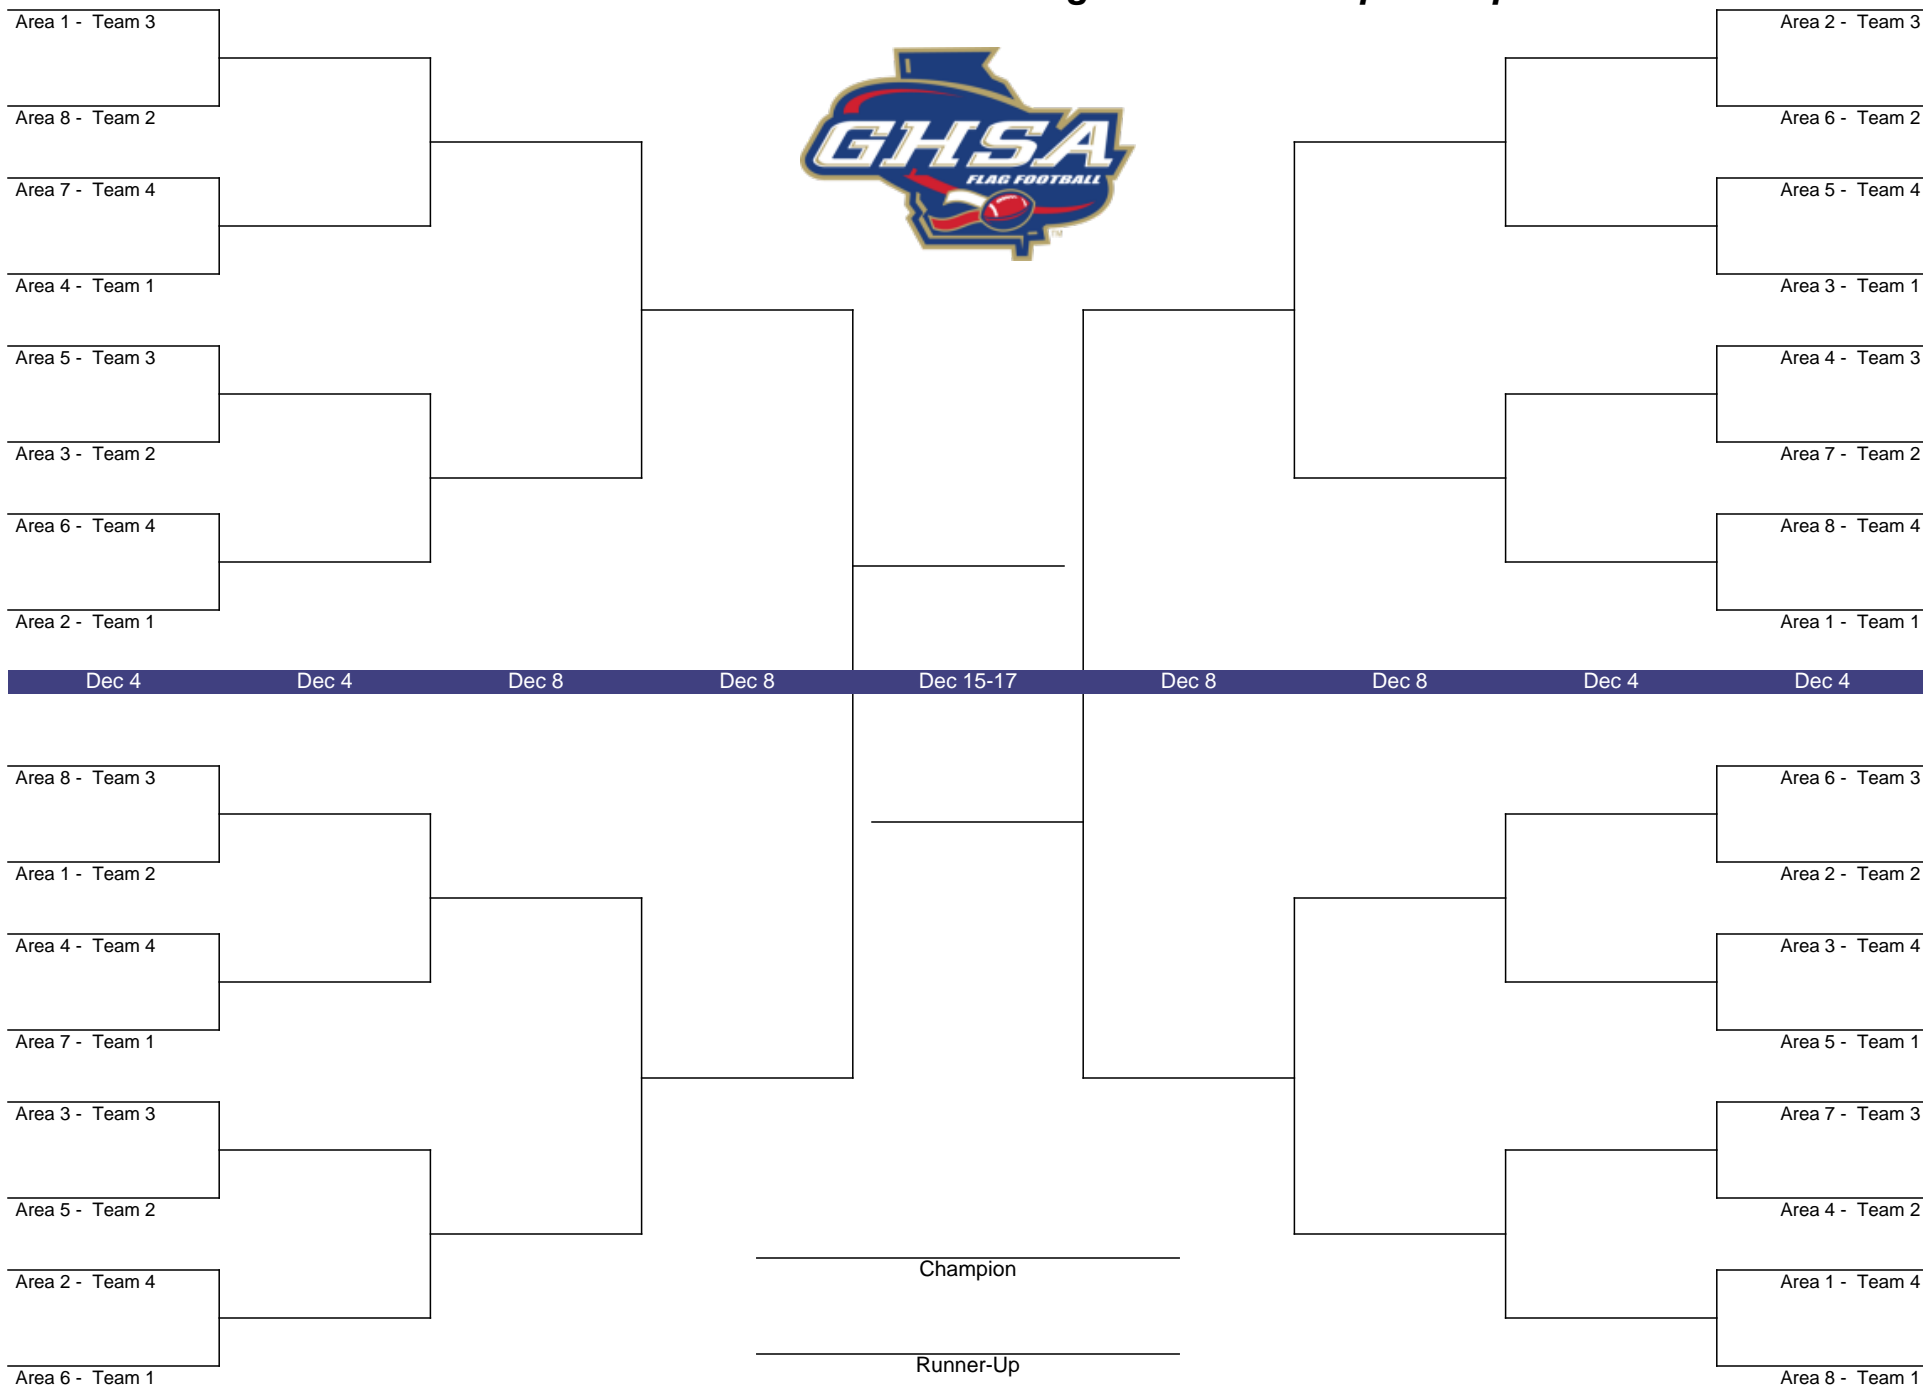 Area 1 - Team 3
Area 2 - Team 3
Area 8 - Team 2
Area 6 - Team 2
GHSA
FLAG FOOTBALL
TM
Area 7 - Team 4
Area 5 - Team 4
Area 4 - Team 1
Area 3 - Team 1
Area 5 - Team 3
Area 4 - Team 3
Area 3 - Team 2
Area 7 - Team 2
Area 6 - Team 4
Area 8 - Team 4
Area 2 - Team 1
Area 1 - Team 1
Dec 4 Dec 4 Dec 8 Dec 8 Dec 15-17 Dec 8 Dec 8 Dec 4 Dec 4
Area 8 - Team 3
Area 6 - Team 3
Area 1 - Team 2
Area 2 - Team 2
Area 4 - Team 4
Area 3 - Team 4
Area 7 - Team 1
Area 5 - Team 1
Area 3 - Team 3
Area 7 - Team 3
Area 5 - Team 2
Area 4 - Team 2
Champion
Area 2 - Team 4
Area 1 - Team 4
Runner-Up
Area 6 - Team 1
Area 8 - Team 1